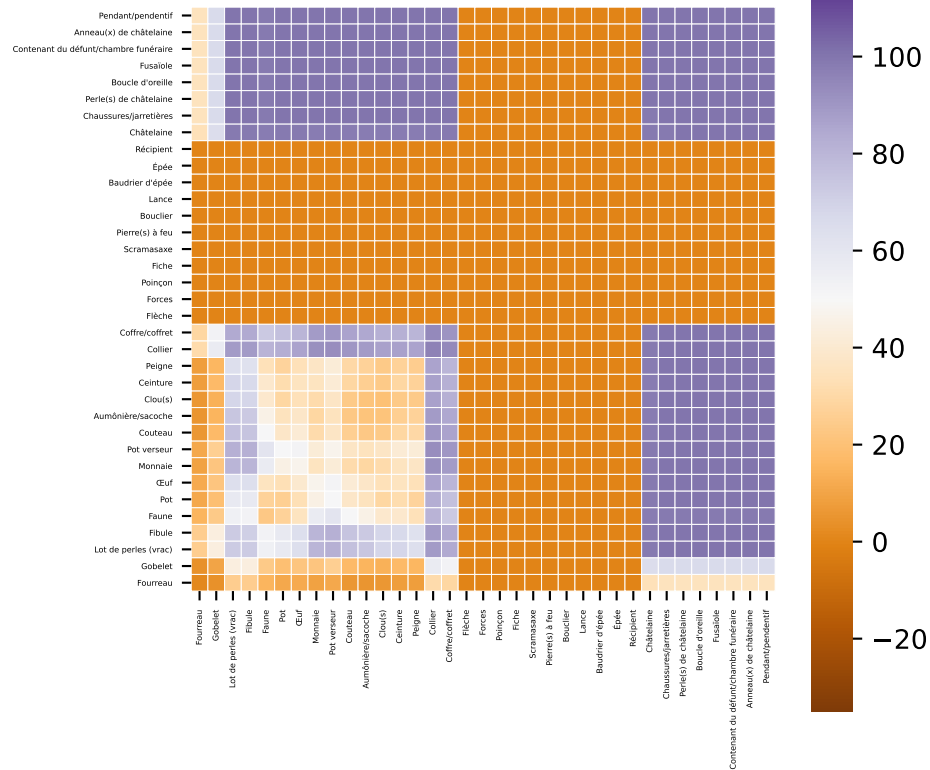 Pendant/pendentif
Anneau(x) de châtelaine
Contenant du défunt/chambre funéraire
Fusaïole
Boucle d'oreille
Perle(s) de châtelaine
Chaussures/jarretières
Châtelaine
Récipient
Épée
Baudrier d'épée
Lance
Bouclier
Pierre(s) à feu
Scramasaxe
Fiche
Poinçon
Forces
Flèche
Coffre/coffret
Collier
Peigne
Ceinture
Clou(s)
Aumônière/sacoche
Couteau
Pot verseur
Monnaie
Œuf
Pot
Faune
Fibule
Lot de perles (vrac)
Gobelet
Fourreau
Fourreau
Gobelet
Lot de perles (vrac)
Fibule
Faune
Pot
Œuf
Monnaie
Pot verseur
Couteau
Aumônière/sacoche
Clou(s)
Ceinture
Peigne
Collier
Coffre/coffret
Flèche
Forces
Poinçon
Fiche
Scramasaxe
Pierre(s) à feu
Bouclier
Lance
Baudrier d'épée
Épée
Récipient
Châtelaine
Chaussures/jarretières
Perle(s) de châtelaine
Boucle d'oreille
Fusaïole
Contenant du défunt/chambre funéraire
Anneau(x) de châtelaine
Pendant/pendentif
100
80
60
40
20
0
−20